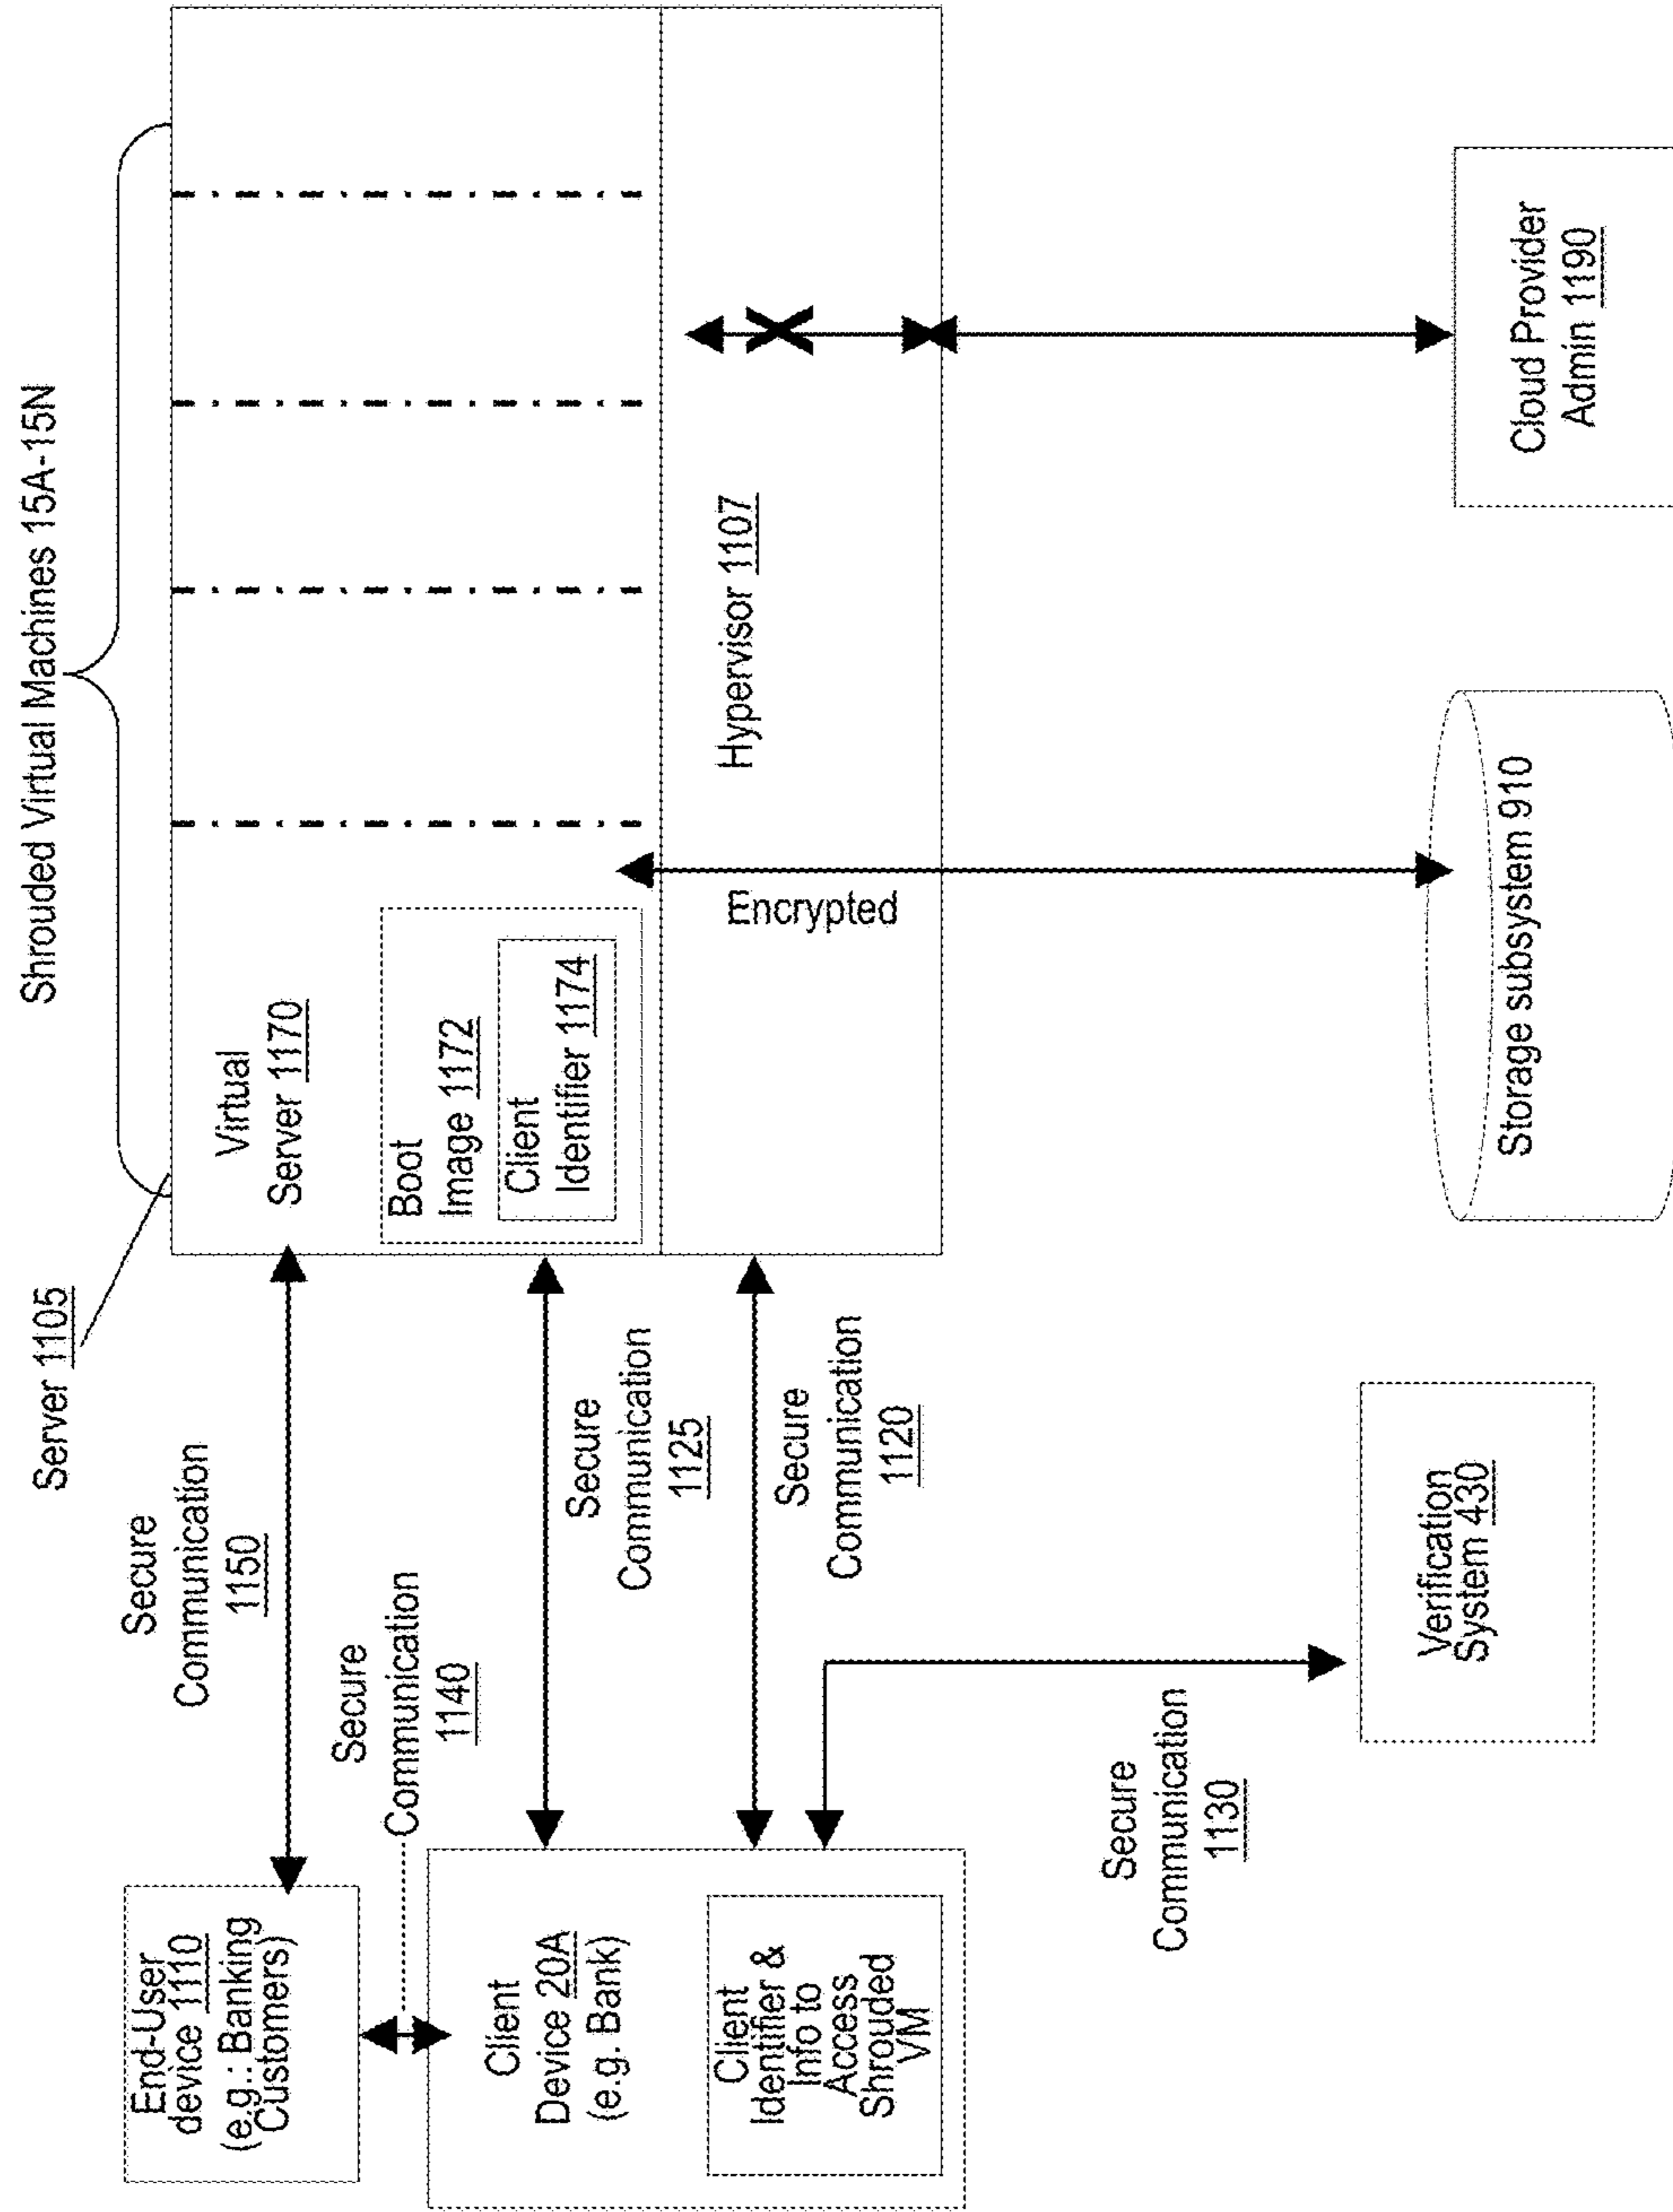 Shrouded Virtual Machines 15A-15N
Server 1105
End-User
device 1110
(e.g.: Banking
Customers)
Secure
Communication
1150
Virtual
Server 1170
Secure
Communication
1140
Boot
Image 1172
Client
Identifier 1174
Client
Device 20A
(e.g. Bank)
Secure
Communication
1125
Client
Identifier &
Info to
Access
Shrouded
VM
Secure
Communication
1120
Encrypted
Hypervisor 1107
Secure
Communication
1130
Verification
System 430
Storage subsystem 910
Cloud Provider
Admin 1190